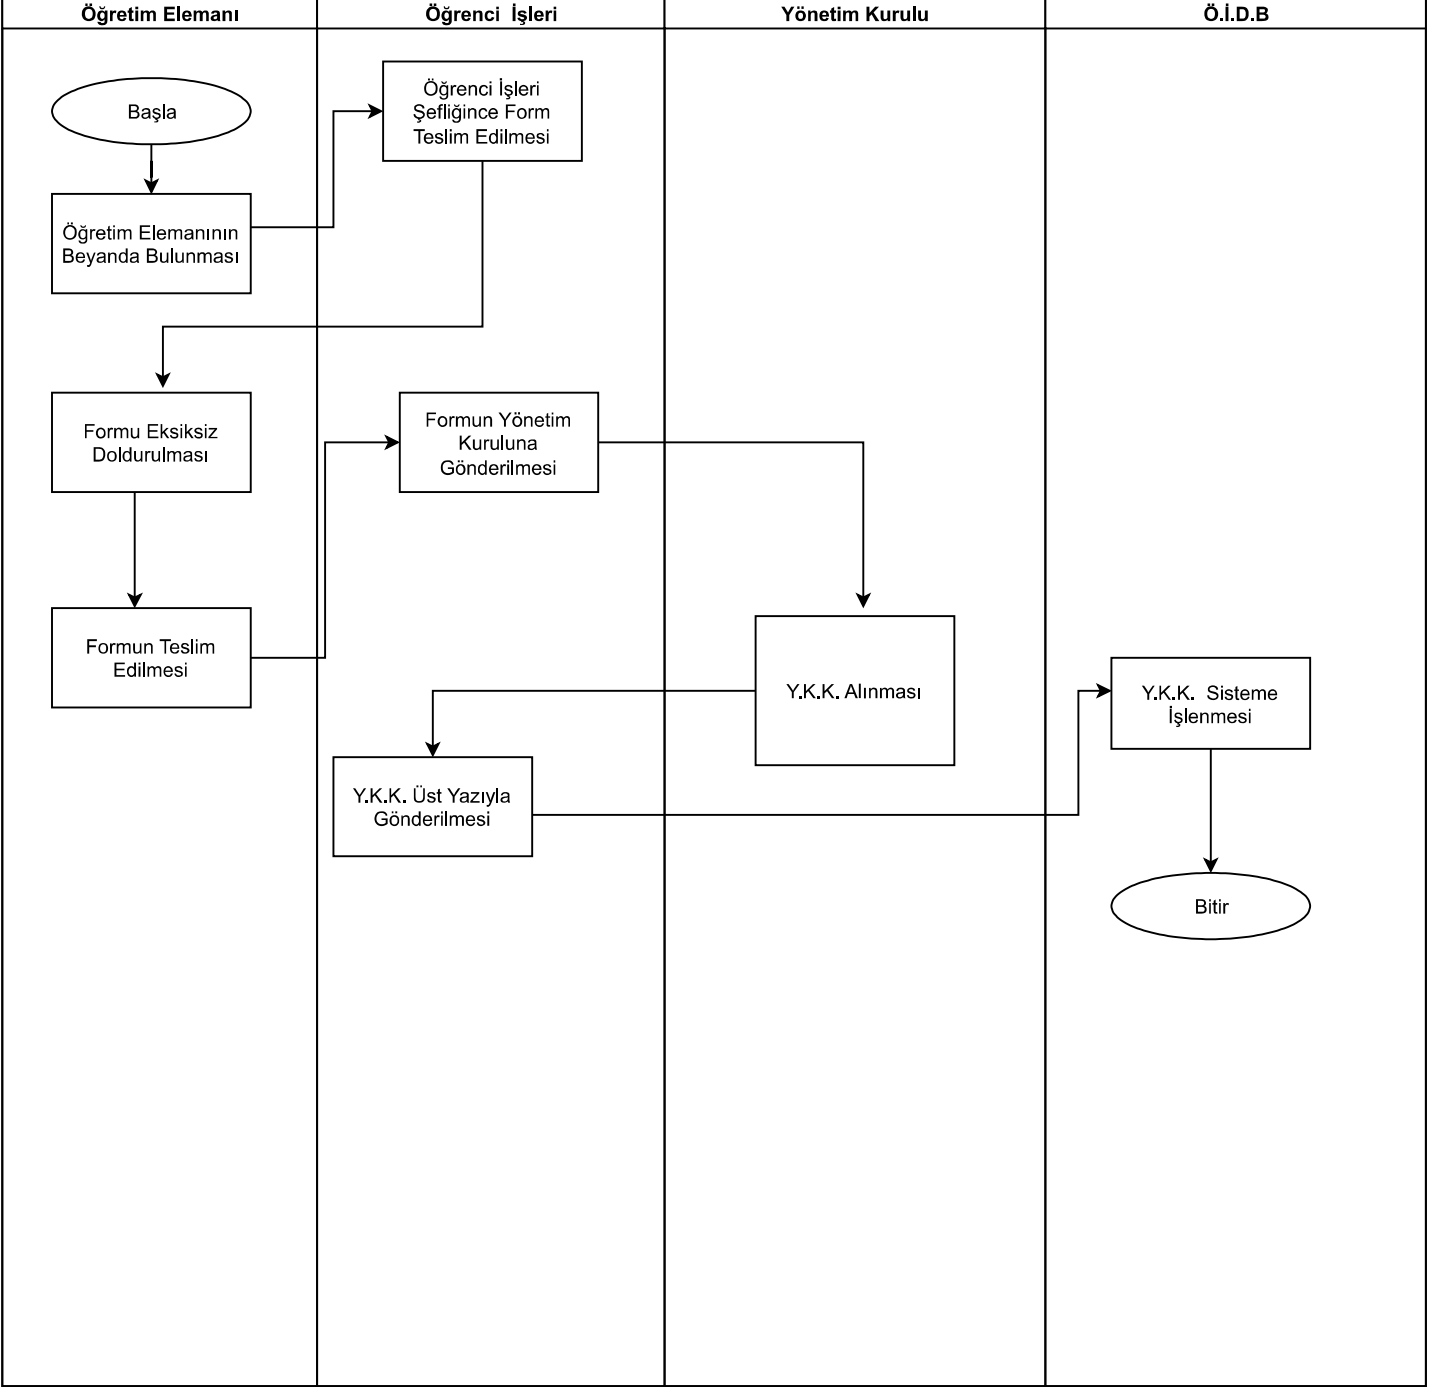 Öğretim Elemanı
Öğrenci İşleri
Yönetim Kurulu
Ö.İ.D.B
Başla
Öğretim Elemanının
Beyanda Bulunması
Öğrenci İşleri
Şefliğince Form
Teslim Edilmesi
Formu Eksiksiz
Doldurulması
Formun Teslim
Edilmesi
Formun Yönetim
Kuruluna
Gönderilmesi
Y.K.K. Alınması
Y.K.K. Üst Yazıyla
Gönderilmesi
Y.K.K. Sisteme
İşlenmesi
Bitir